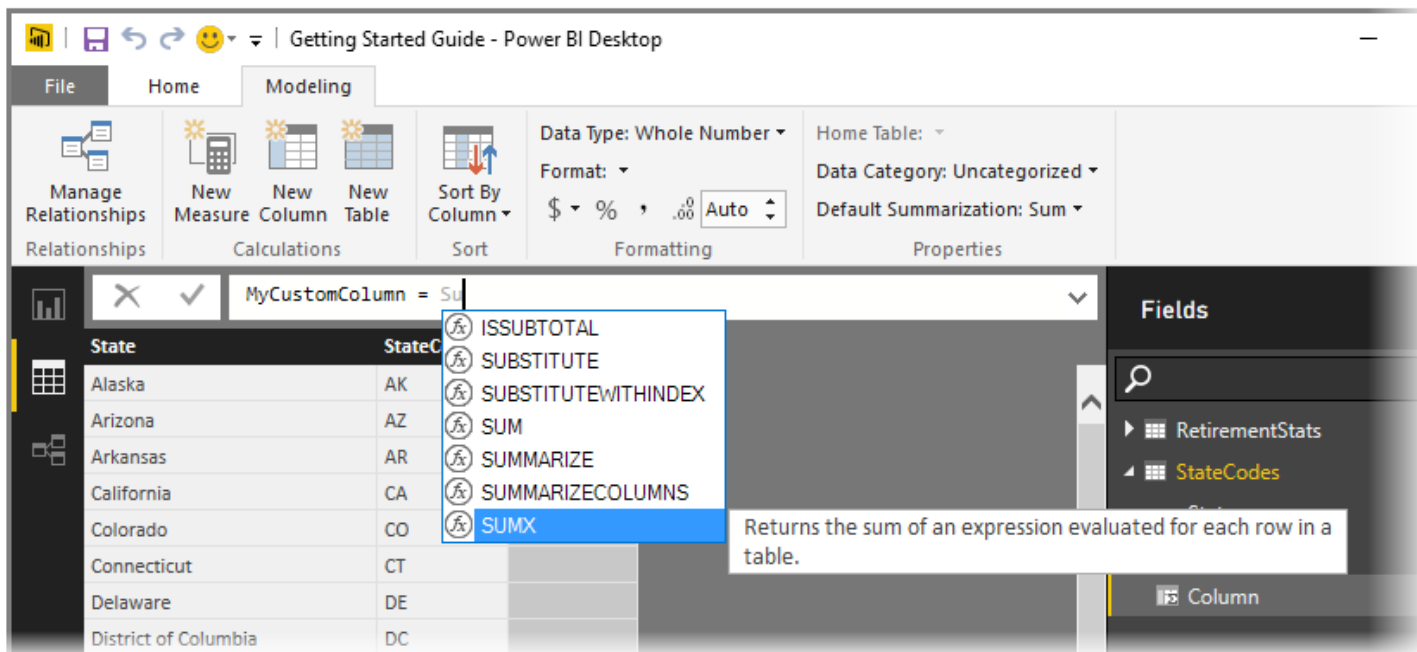 Getting Started Guide - Power BI Desktop
File Home Modeling
Manage Relationships
New Measure
New Column
New Table
Sort By Column
Data Type: Whole Number
Format:
$ % , .00 Auto
Home Table:
Data Category: Uncategorized
Default Summarization: Sum
Relationships Calculations Sort Formatting Properties
MyCustomColumn = Su
Fields
ISSUBTOTAL
SUBSTITUTE
SUBSTITUTEWITHINDEX
SUM
SUMMARIZE
SUMMARIZECOLUMNS
SUMX
Returns the sum of an expression evaluated for each row in a
table.
State StateC
Alaska AK
Arizona AZ
Arkansas AR
California CA
Colorado CO
Connecticut CT
Delaware DE
District of Columbia DC
RetirementStats
StateCodes
Column